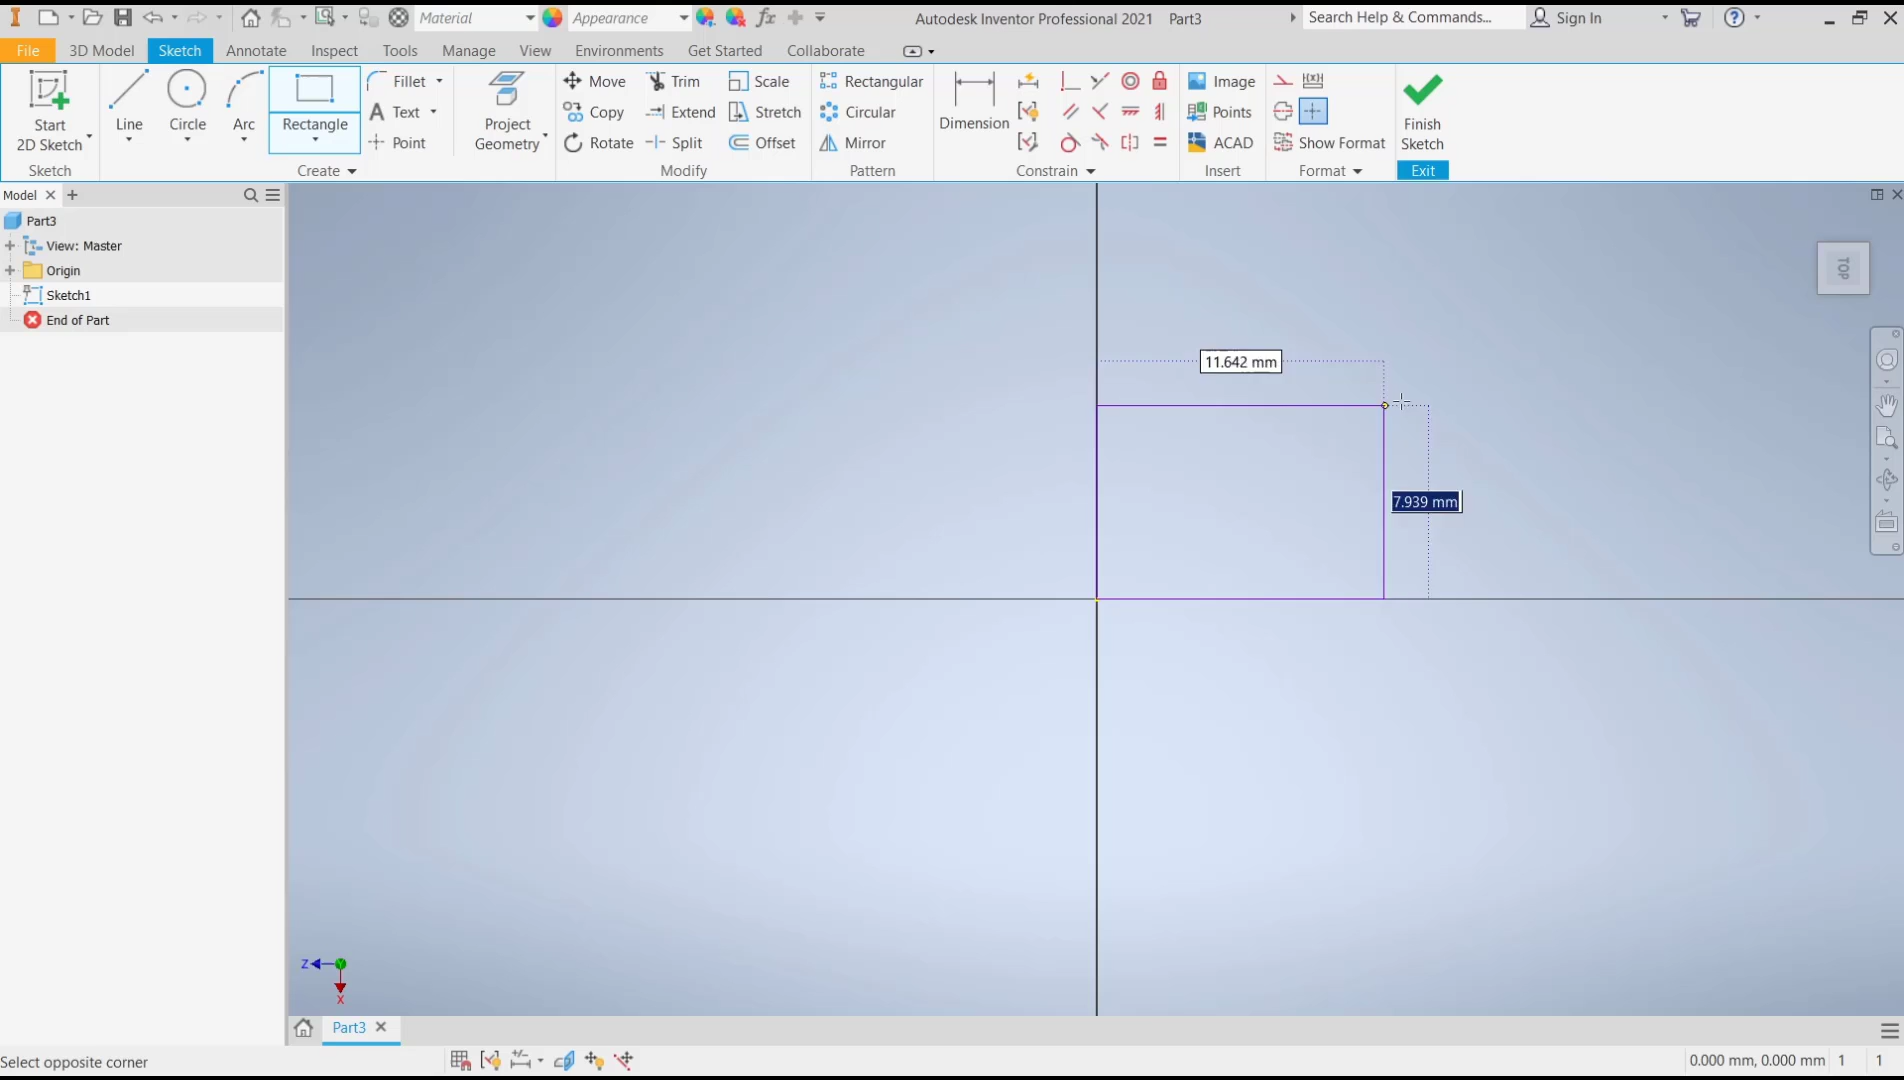 Material Appearance Autodesk Inventor Professional 2021 Part3 Search Help & Commands... Sign In
File 3D Model Sketch Annotate Inspect Tools Manage View Environments Get Started Collaborate
Start 2D Sketch Line Circle Arc Rectangle Fillet Text Point Project Geometry Move Copy Rotate Trim Extend Split Scale Stretch Offset Rectangular Circular Mirror Dimension Image Points ACAD Show Format Finish Sketch
Sketch Create Modify Pattern Constrain Insert Format Exit
Model
Part3
View: Master
Origin
Sketch1
End of Part
TOP
11.642 mm
7.939 mm
Z
Y
X
Part3
Select opposite corner 0.000 mm, 0.000 mm 1 1